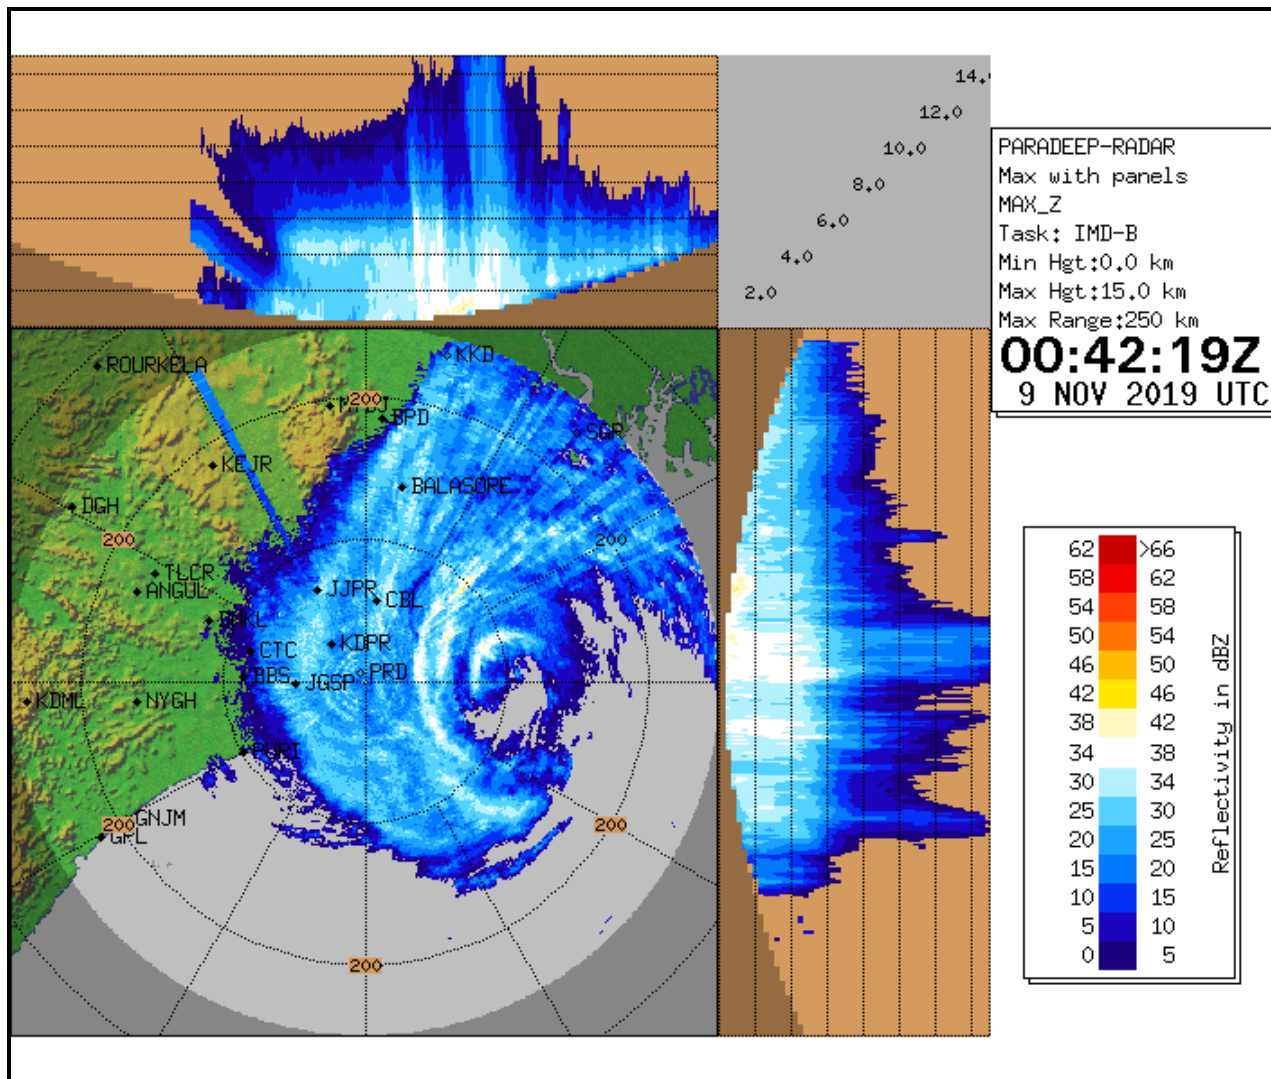 14.
12.0
10.0
8.0
6.0
4.0
2.0
PARADEEP-RADAR
Max with panels
MAX_Z
Task: IMD-B
Min Hgt:0.0 km
Max Hgt:15.0 km
Max Range:250 km
00:42:19Z
9 NOV 2019 UTC
ROURKELA
KKD
200
BPD
SGR
KEJR
BALASORE
DGH
200
200
TLCR
ANGUL
JJPR
CBL
DNKL
KDPR
CTC
BBS
JGSP
PRD
KDML
NYGH
PURI
200
GNJM
GPL
200
200
62 >66
58 62
54 58
50 54
46 50
42 46
38 42
34 38
30 34
25 30
20 25
15 20
10 15
5 10
0 5
Reflectivity in dBZ